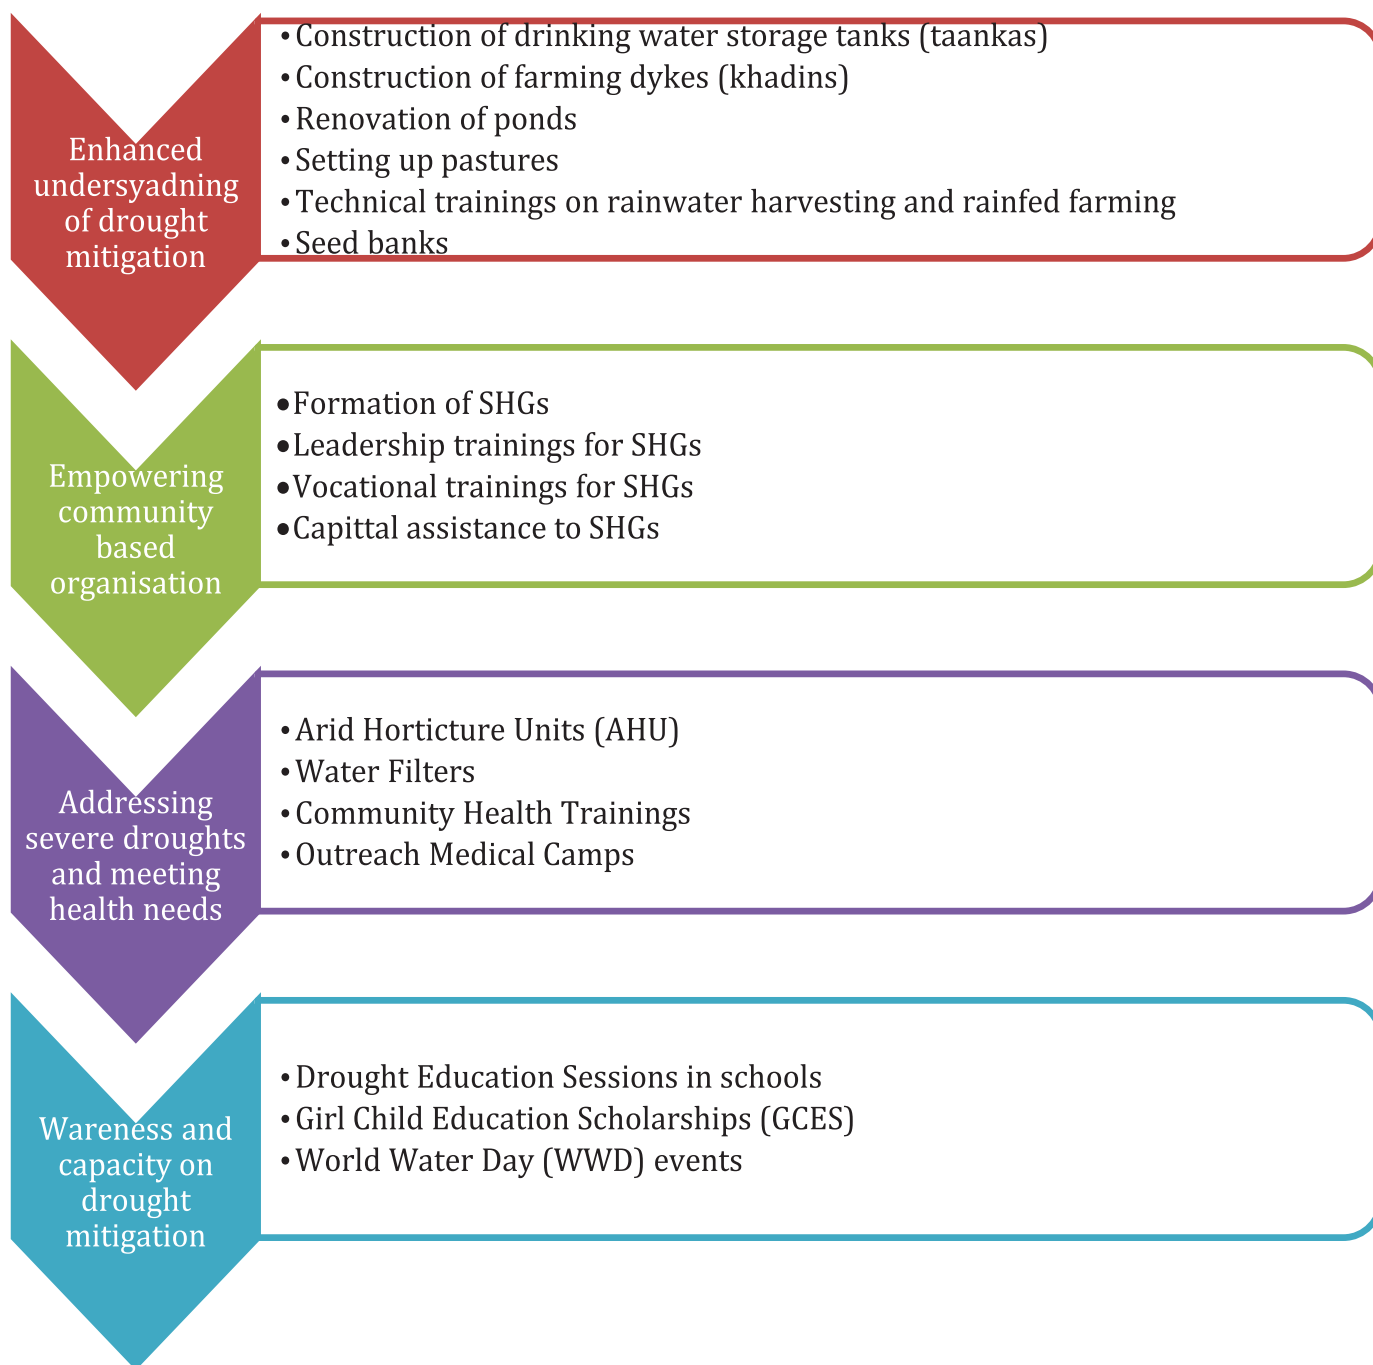 Enhanced
undersyadning
of drought
mitigation
• Construction of drinking water storage tanks (taankas)
• Construction of farming dykes (khadins)
• Renovation of ponds
• Setting up pastures
• Technical trainings on rainwater harvesting and rainfed farming
• Seed banks
Empowering
community
based
organisation
•Formation of SHGs
•Leadership trainings for SHGs
•Vocational trainings for SHGs
•Capittal assistance to SHGs
Addressing
severe droughts
and meeting
health needs
• Arid Horticture Units (AHU)
• Water Filters
• Community Health Trainings
• Outreach Medical Camps
Wareness and
capacity on
drought
mitigation
• Drought Education Sessions in schools
• Girl Child Education Scholarships (GCES)
• World Water Day (WWD) events